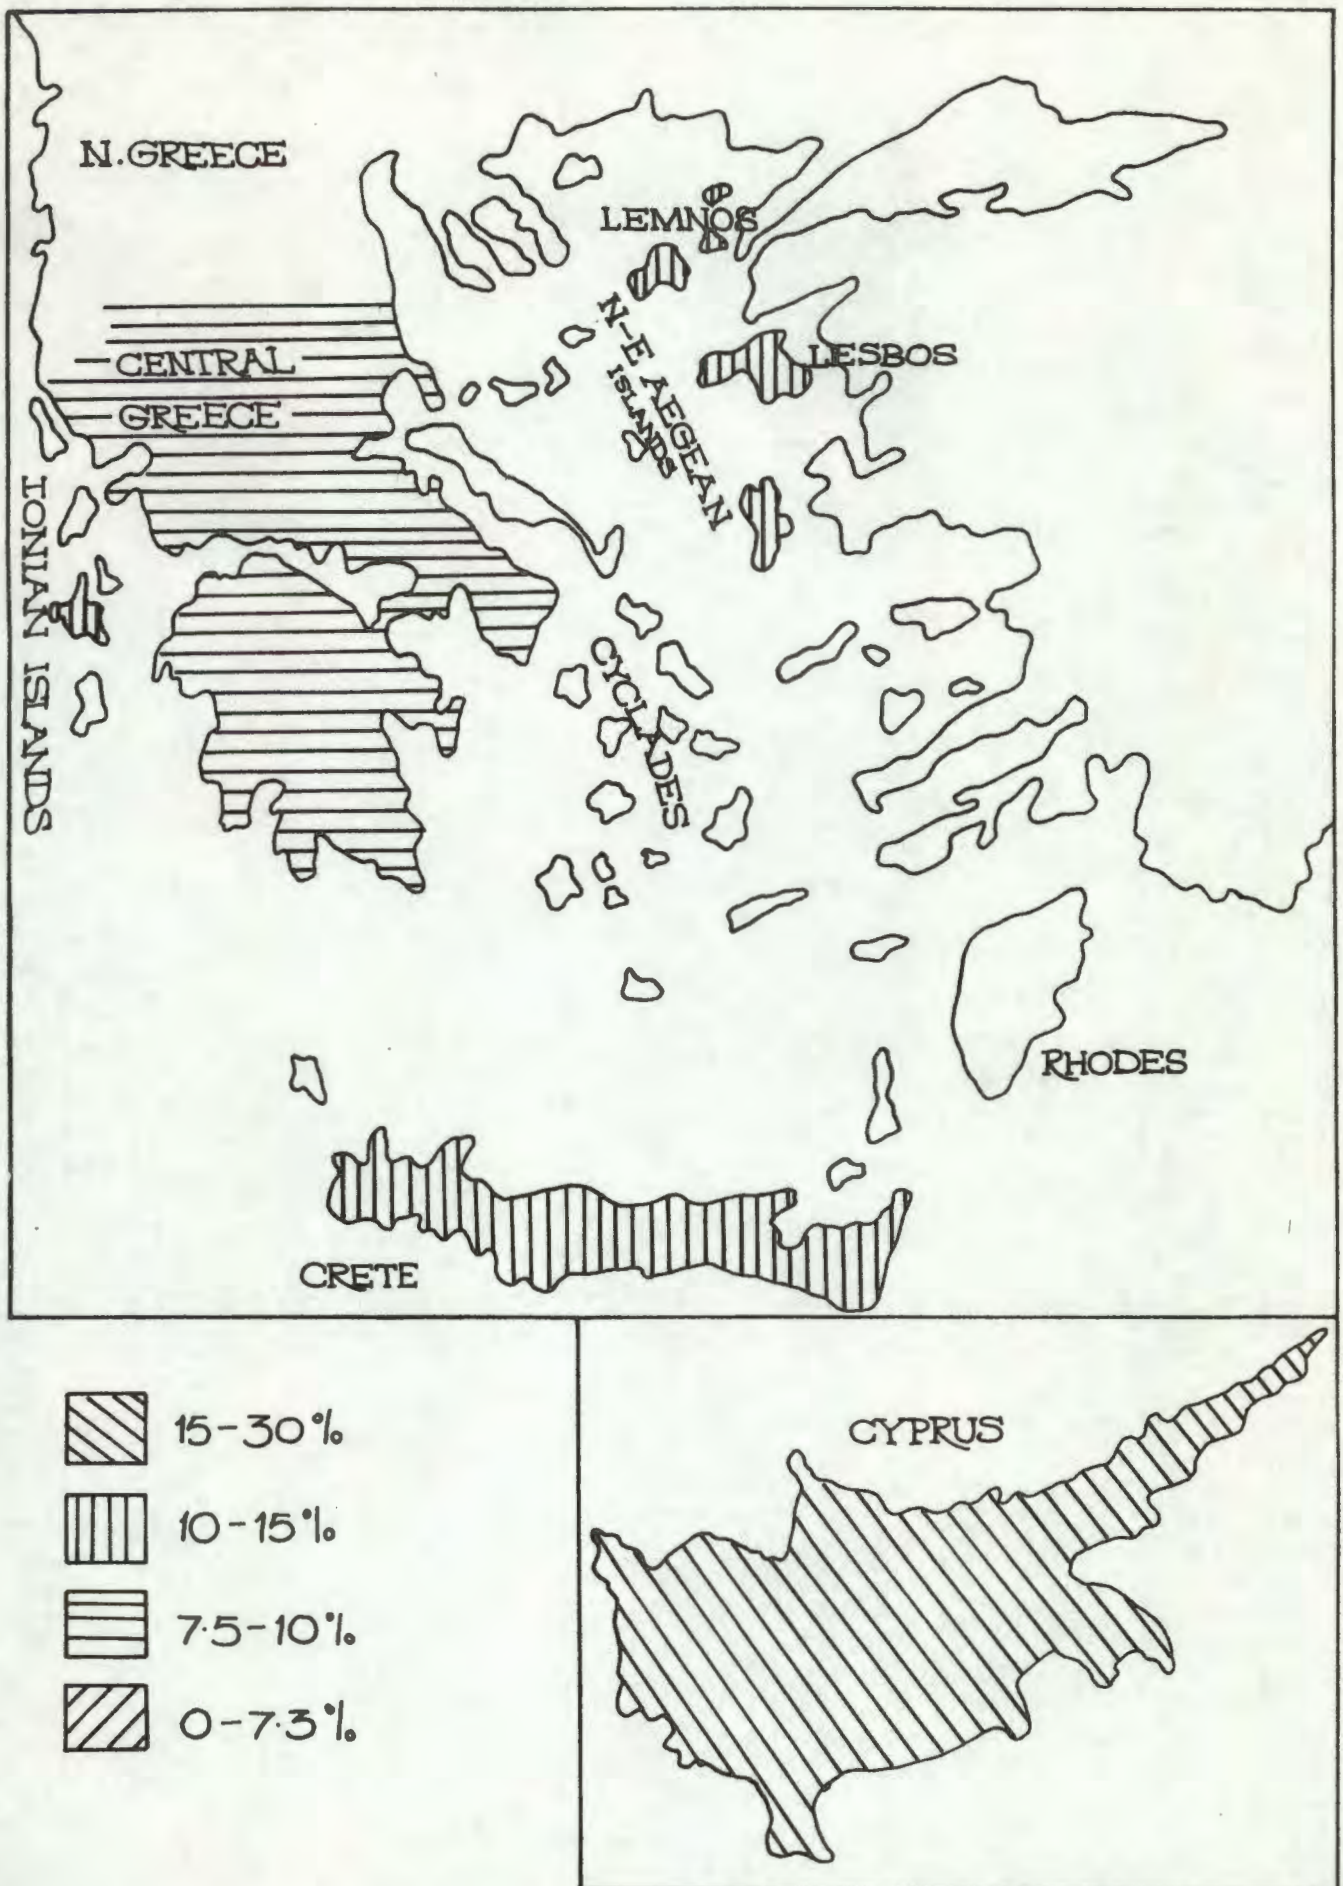 N. GREECE
LEMNOS
N-E AEGEAN
ISLANDS
CENTRAL
GREECE
LESBOS
IONIAN ISLANDS
CYCLADES
RHODES
CRETE
15-30%
10-15%
7.5-10%
0-7.3%
CYPRUS